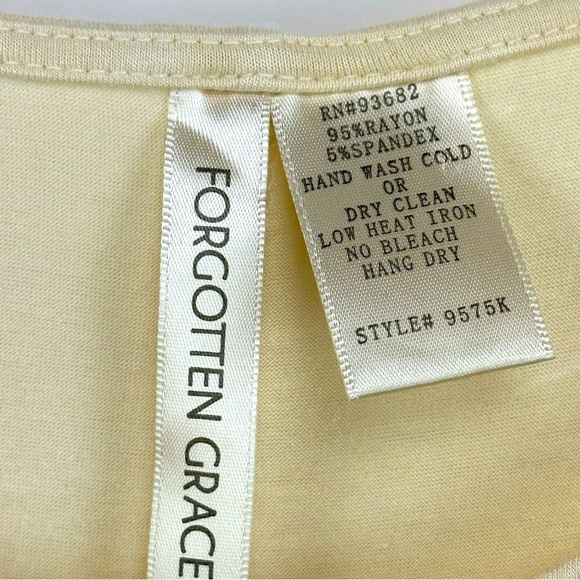 FORGOTTEN GRACE
RN#93682
95%RAYON
5%SPANDEX
HAND WASH COLD
OR
DRY CLEAN
LOW HEAT IRON
NO BLEACH
HANG DRY
STYLE# 9575K